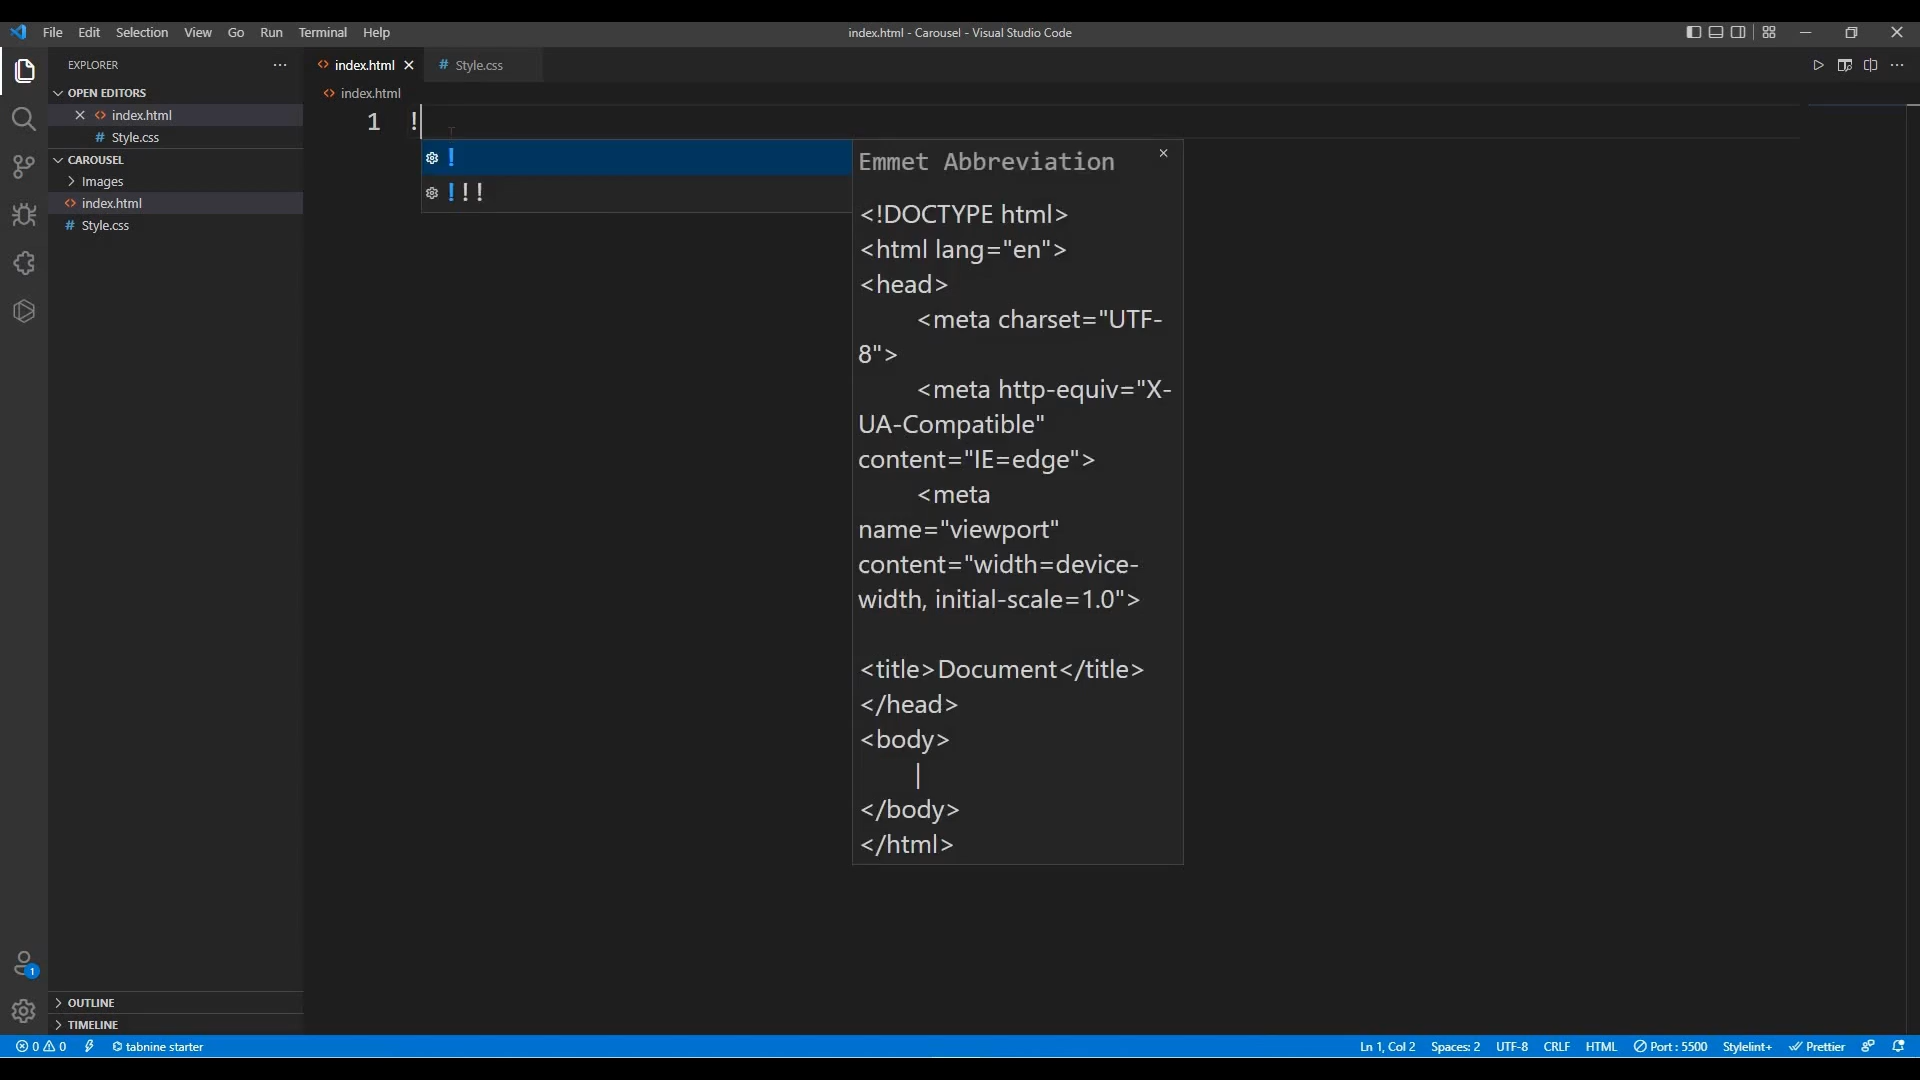 File Edit Selection View Go Run Terminal Help
index.html - Carousel - Visual Studio Code
EXPLORER
OPEN EDITORS
index.html
# Style.css
CAROUSEL
Images
index.html
# Style.css
OUTLINE
TIMELINE
index.html # Style.css
index.html
1 !
!
!!!
Emmet Abbreviation
<!DOCTYPE html>
<html lang="en">
<head>
<meta charset="UTF-
8">
<meta http-equiv="X-
UA-Compatible"
content="IE=edge">
<meta
name="viewport"
content="width=device-
width, initial-scale=1.0">
<title>Document</title>
</head>
<body>
|
</body>
</html>
1
0 0 tabnine starter Ln 1, Col 2 Spaces: 2 UTF-8 CRLF HTML Port : 5500 Stylelint+ Prettier